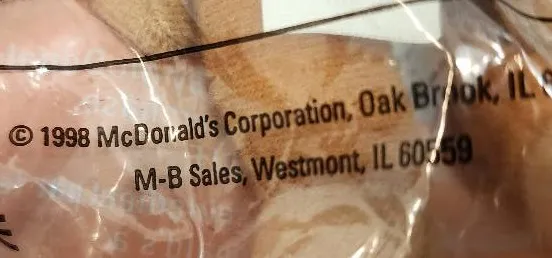 © 1998 McDonald's Corporation, Oak Brook, IL
M-B Sales, Westmont, IL 60559